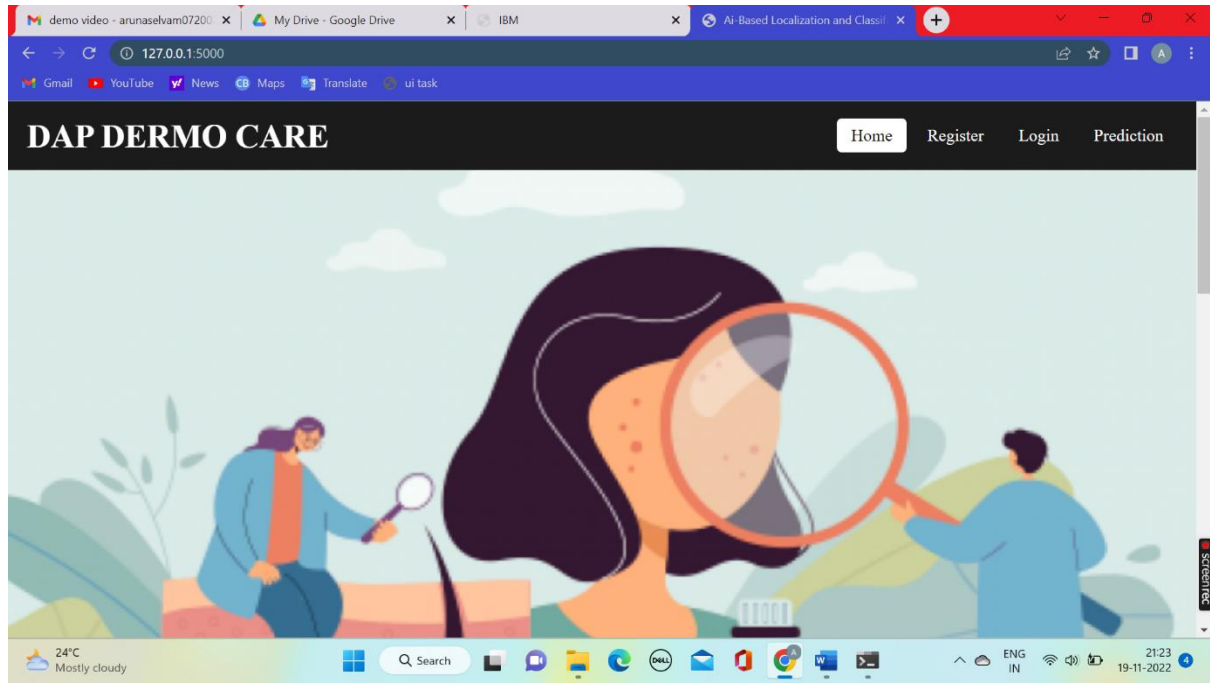 demo video - arunaselvam07200
My Drive - Google Drive
IBM
Ai-Based Localization and Classif
127.0.0.1:5000
A
Gmail
YouTube
News
CB Maps
Translate
ui task
DAP DERMO CARE
Home
Register
Login
Prediction
screenrec
24°C
Mostly cloudy
Search
DELL
ENG
IN
21:23
19-11-2022
4